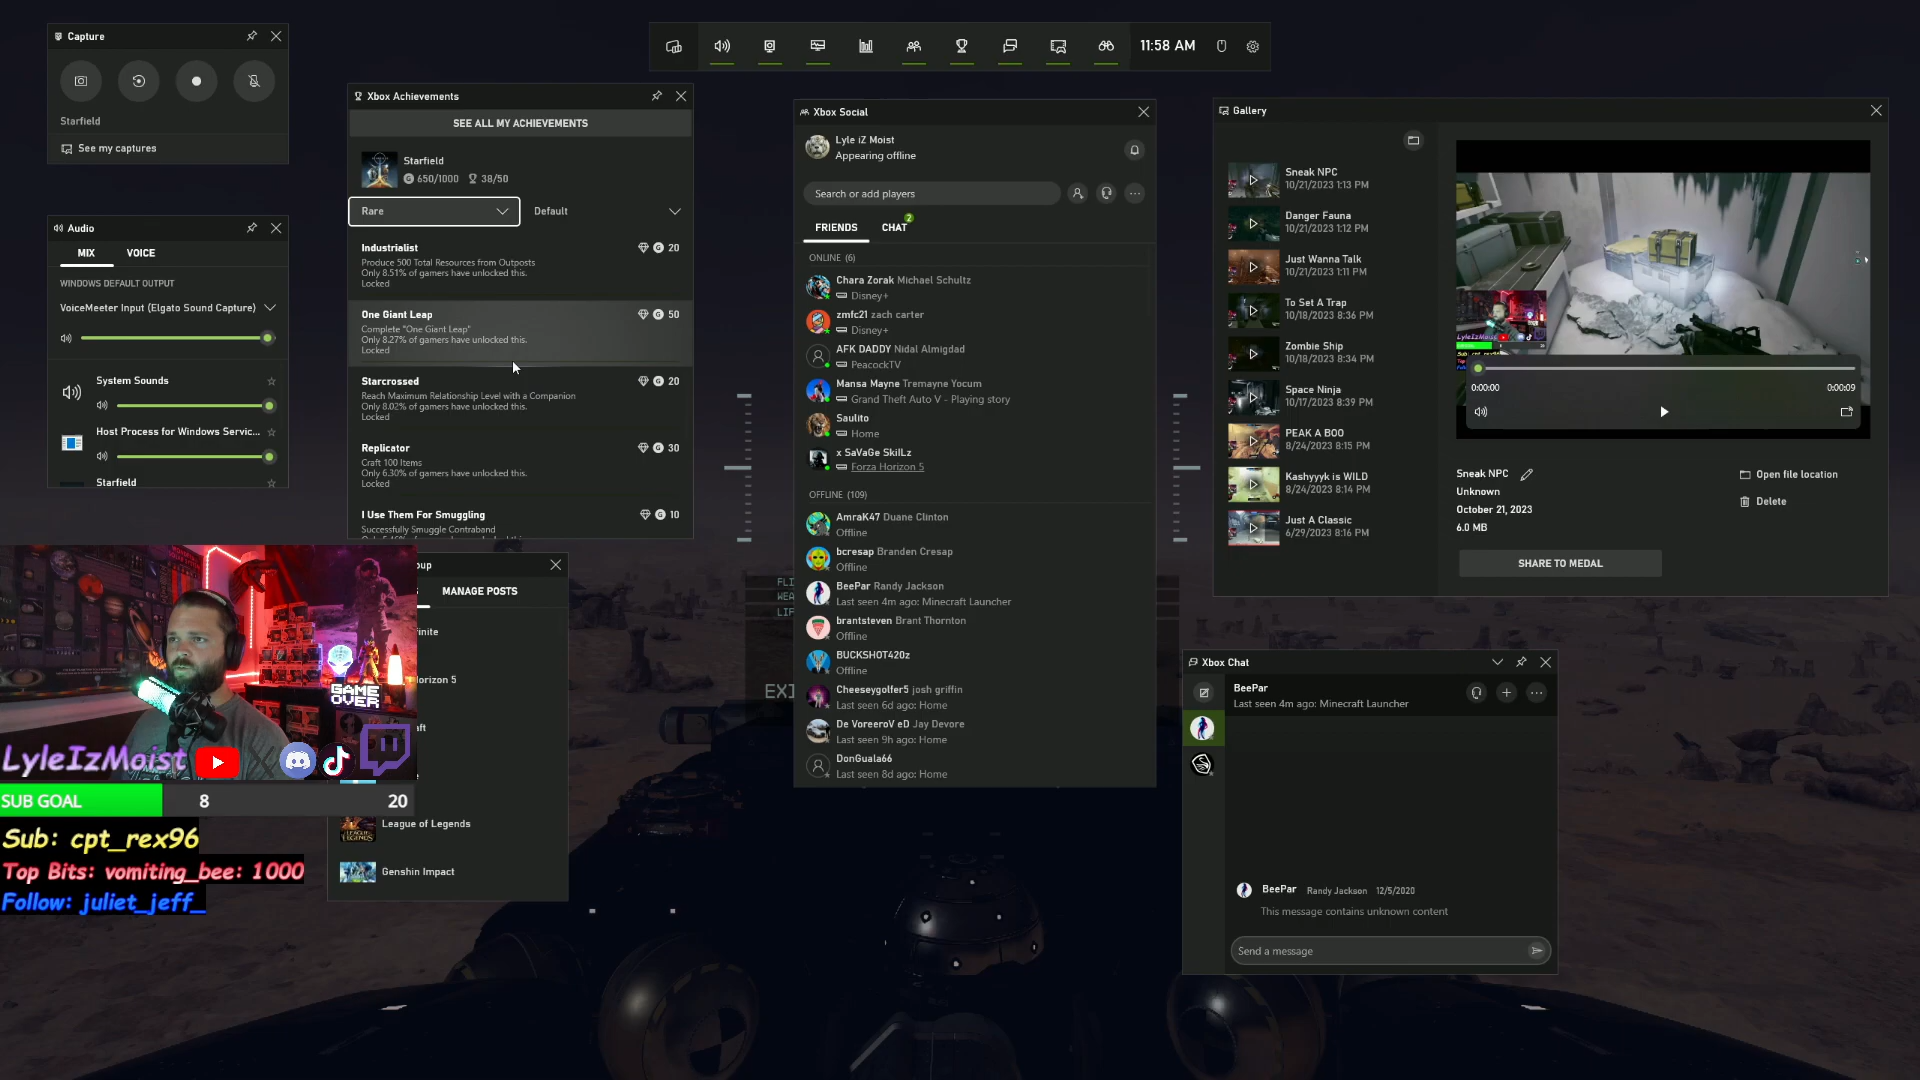 Capture
Starfield
See my captures
11:58 AM
Xbox Achievements
SEE ALL MY ACHIEVEMENTS
Starfield
G 650/1000 38/50
Rare
Default
Industrialist
G 20
Produce 500 Total Resources from Outposts
Only 8.51% of gamers have unlocked this.
Locked
One Giant Leap
G 50
Complete "One Giant Leap"
Only 8.27% of gamers have unlocked this.
Locked
Starcrossed
G 20
Reach Maximum Relationship Level with a Companion
Only 8.02% of gamers have unlocked this.
Locked
Replicator
G 30
Craft 100 Items
Only 6.30% of gamers have unlocked this.
Locked
I Use Them For Smuggling
G 10
Successfully Smuggle Contraband
Audio
MIX VOICE
WINDOWS DEFAULT OUTPUT
VoiceMeeter Input (Elgato Sound Capture)
System Sounds
Host Process for Windows Servic...
Starfield
Xbox Social
Lyle iZ Moist
Appearing offline
Search or add players
FRIENDS CHAT 2
ONLINE (6)
Chara Zorak Michael Schultz
Disney+
zmfc21 zach carter
Disney+
AFK DADDY Nidal Almigdad
PeacockTV
Mansa Mayne Tremayne Yocum
Grand Theft Auto V - Playing story
Saulito
Home
x SaVaGe SkilLz
Forza Horizon 5
OFFLINE (109)
AmraK47 Duane Clinton
Offline
bcresap Branden Cresap
Offline
BeePar Randy Jackson
Last seen 4m ago: Minecraft Launcher
brantsteven Brant Thornton
Offline
BUCKSHOT420z
Offline
Cheeseygolfer5 josh griffin
Last seen 6d ago: Home
De VoreeroV eD Jay Devore
Last seen 9h ago: Home
DonGuala66
Last seen 8d ago: Home
Gallery
Sneak NPC
10/21/2023 1:13 PM
Danger Fauna
10/21/2023 1:12 PM
Just Wanna Talk
10/21/2023 1:11 PM
To Set A Trap
10/18/2023 8:36 PM
Zombie Ship
10/18/2023 8:34 PM
Space Ninja
10/17/2023 8:39 PM
PEAK A BOO
8/24/2023 8:15 PM
Kashyyyk is WILD
8/24/2023 8:14 PM
Just A Classic
6/29/2023 8:16 PM
0:00:00
0:00:09
Sneak NPC
Unknown
October 21, 2023
6.0 MB
Open file location
Delete
SHARE TO MEDAL
oup
MANAGE POSTS
finite
orizon 5
aft
League of Legends
Genshin Impact
GAME OVER
LyleIzMoist
SUB GOAL 8 20
Sub: cpt_rex96
Top Bits: vomiting_bee: 1000
Follow: juliet_jeff_
FLI
WEA
LIF
EXI
Xbox Chat
BeePar
Last seen 4m ago: Minecraft Launcher
BeePar Randy Jackson 12/5/2020
This message contains unknown content
Send a message